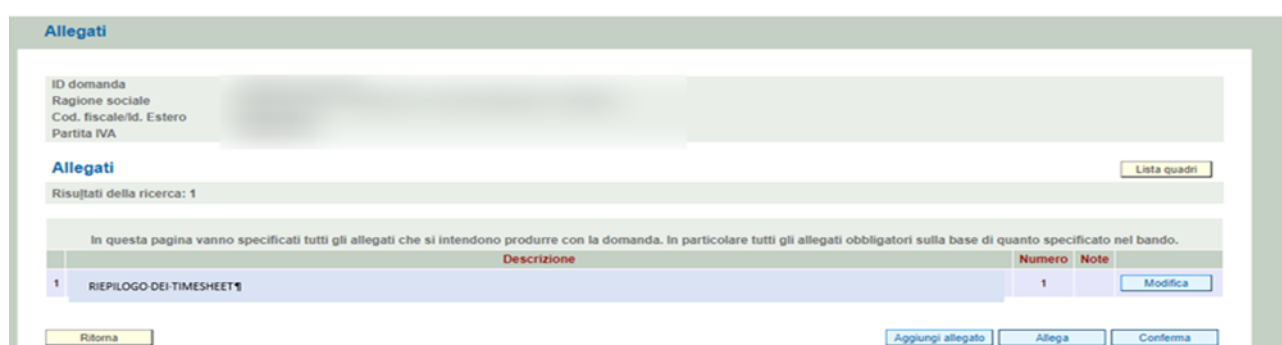 Allegati
ID domanda
Ragione sociale
Cod. fiscale/Id. Estero
Partita IVA
Allegati
Lista quadri
Risultati della ricerca: 1
In questa pagina vanno specificati tutti gli allegati che si intendono produrre con la domanda. In particolare tutti gli allegati obbligatori sulla base di quanto specificato nel bando.
Descrizione Numero Note
1 RIEPILOGO·DEI·TIMESHEET¶ 1 Modifica
Ritorna Aggiungi allegato Allega Conferma